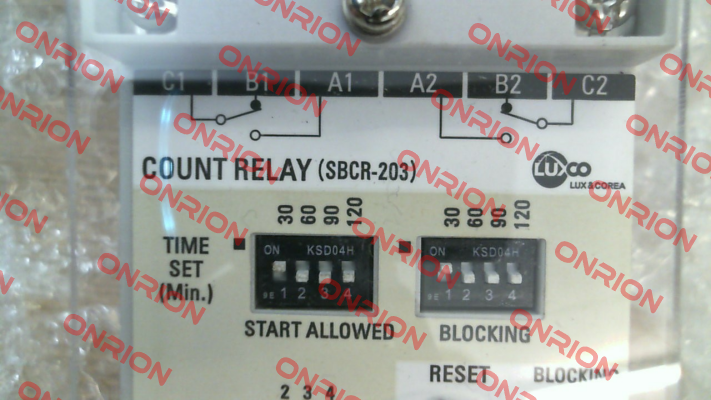 C1 B1 A1 A2 B2 C2
COUNT RELAY (SBCR-203)
LUXCO
LUX&COREA
30 60 90 120
30 60 90 120
TIME
SET
(Min.)
ON KSD04H
1 2 3 4
ON KSD04H
1 2 3 4
START ALLOWED
BLOCKING
RESET
BLOCKING
2 3 4
ONRION